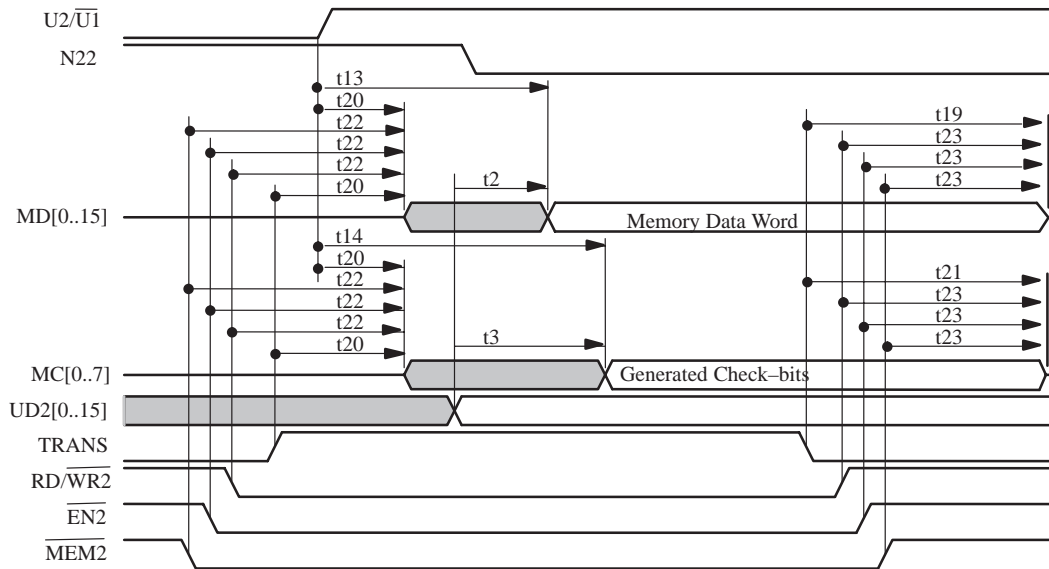 U2/U1
N22
t13
t20
t19
t22
t23
t22
t23
t22
t23
t20
t2
t23
MD[0..15]
Memory Data Word
t14
t20
t21
t22
t23
t22
t23
t22
t23
t20
t3
MC[0..7]
Generated Check–bits
UD2[0..15]
TRANS
RD/WR2
EN2
MEM2